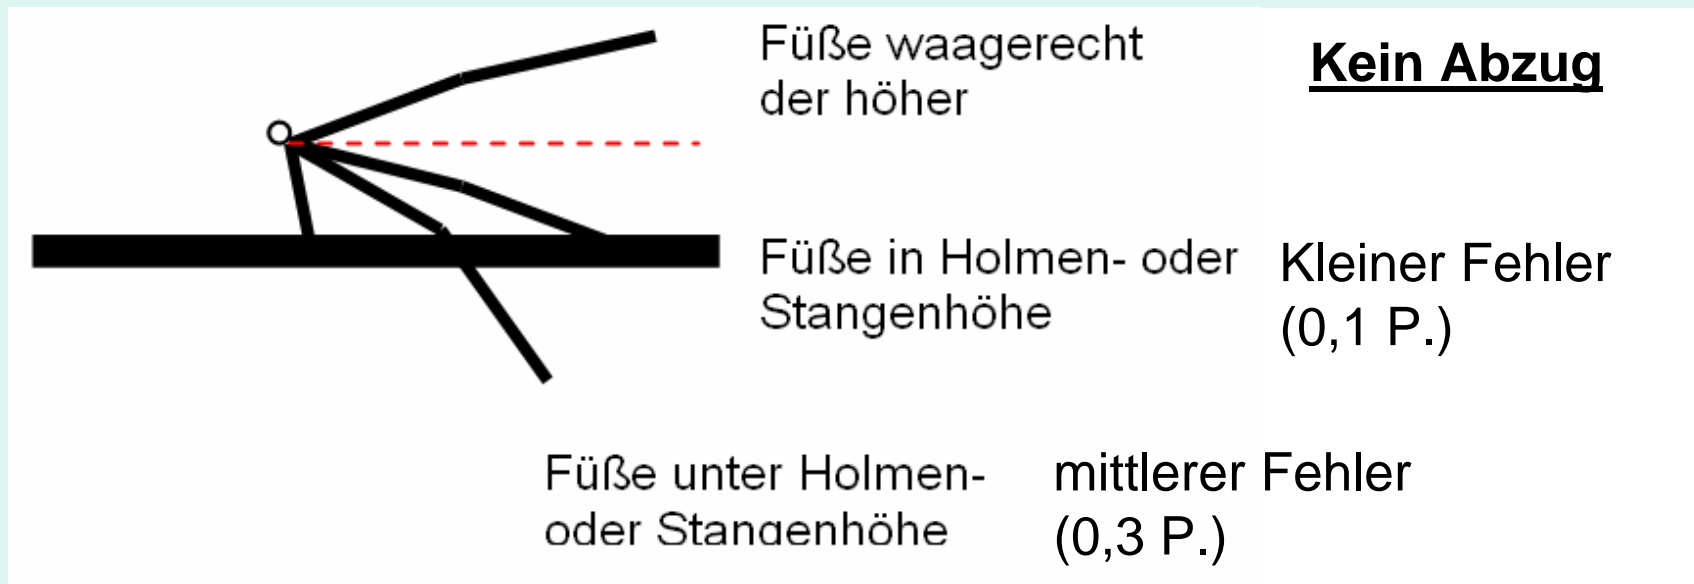 Füße waagerecht
der höher
Kein Abzug
Füße in Holmen- oder
Stangenhöhe
Kleiner Fehler
(0,1 P.)
Füße unter Holmen-
oder Stangenhöhe
mittlerer Fehler
(0,3 P.)